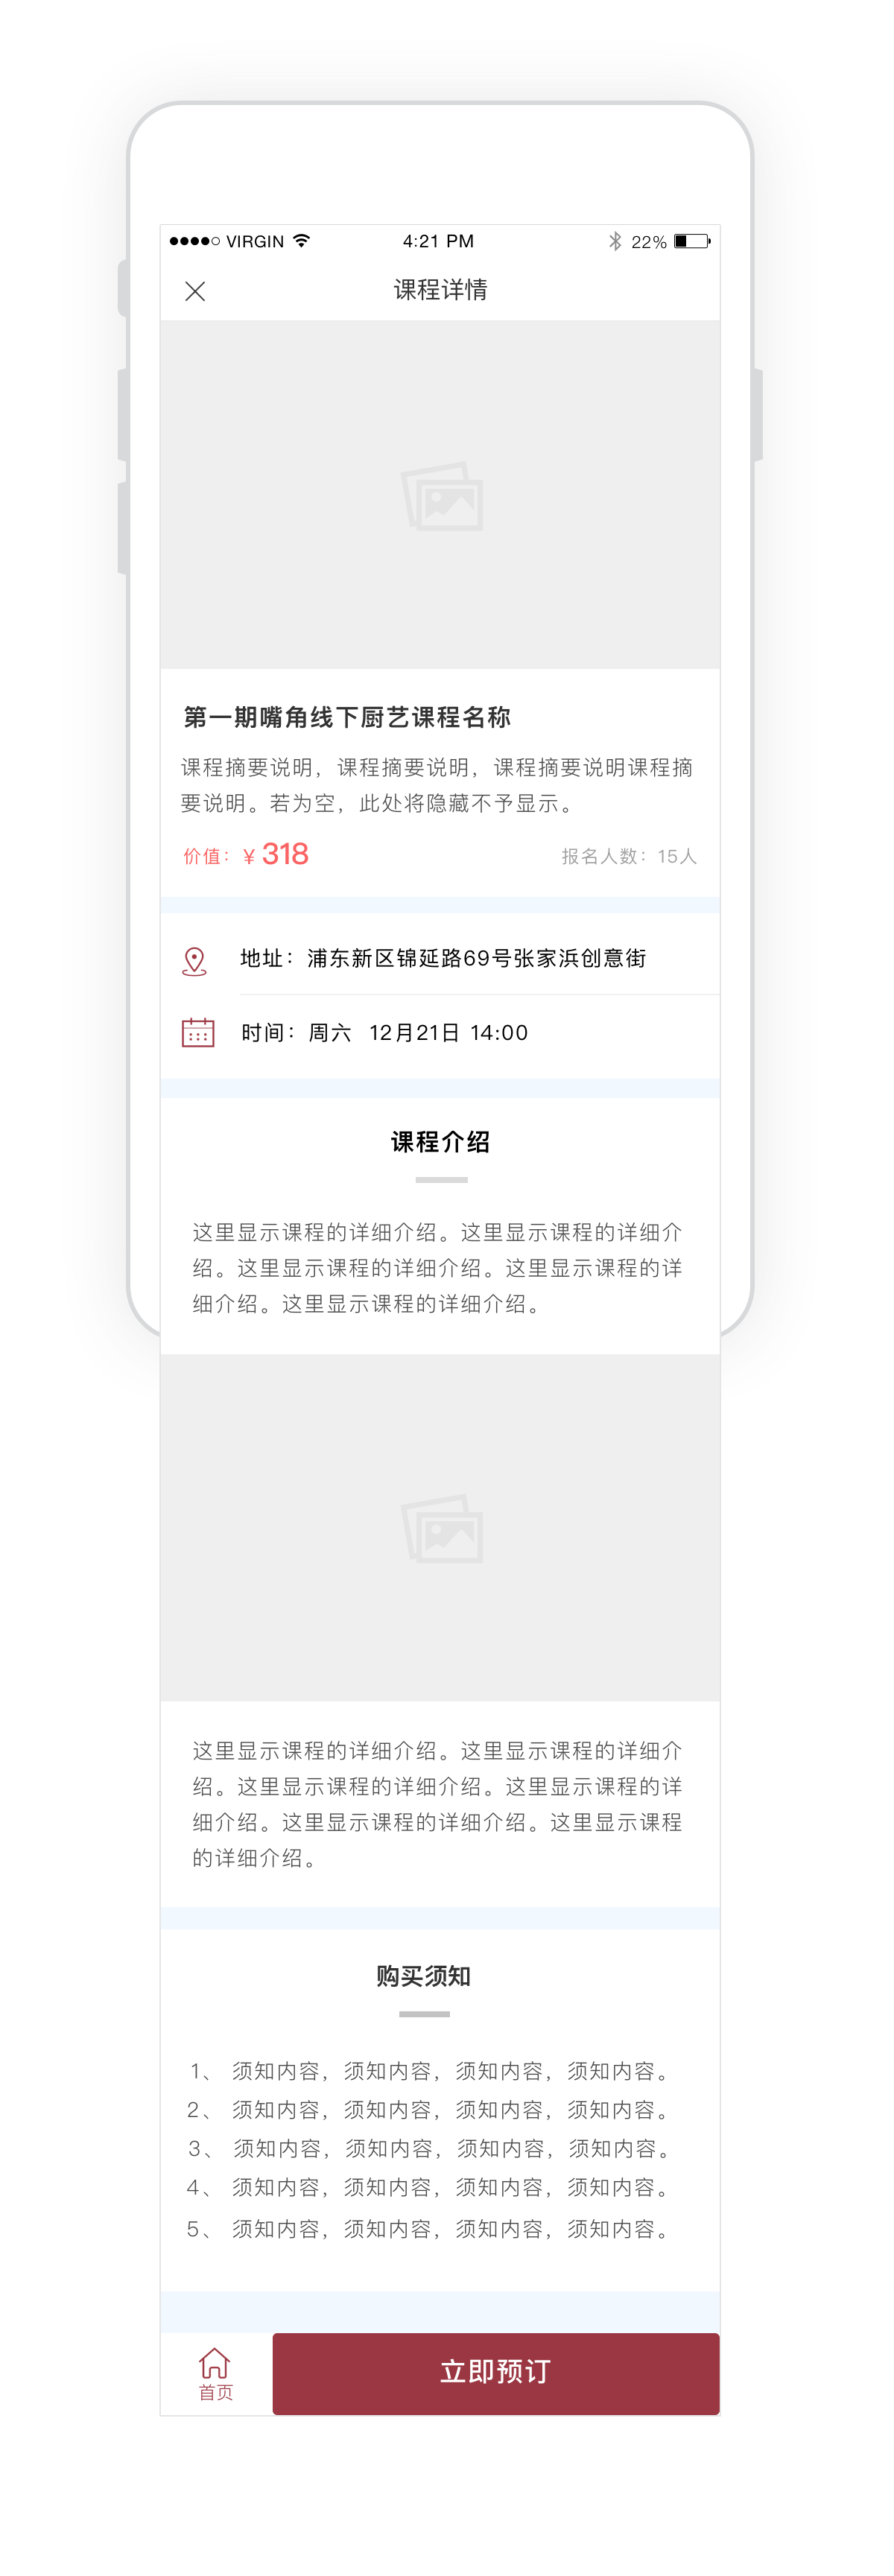 VIRGIN 4:21 PM 22%
课程详情
第一期嘴角线下厨艺课程名称
课程摘要说明，课程摘要说明，课程摘要说明课程摘
要说明。若为空，此处将隐藏不予显示。
价值：¥ 318 报名人数：15人
地址：浦东新区锦延路69号张家浜创意街
时间：周六 12月21日 14:00
课程介绍
这里显示课程的详细介绍。这里显示课程的详细介
绍。这里显示课程的详细介绍。这里显示课程的详
细介绍。这里显示课程的详细介绍。
这里显示课程的详细介绍。这里显示课程的详细介
绍。这里显示课程的详细介绍。这里显示课程的详
细介绍。这里显示课程的详细介绍。这里显示课程
的详细介绍。
购买须知
1、 须知内容，须知内容，须知内容，须知内容。
2、 须知内容，须知内容，须知内容，须知内容。
3、 须知内容，须知内容，须知内容，须知内容。
4、 须知内容，须知内容，须知内容，须知内容。
5、 须知内容，须知内容，须知内容，须知内容。
首页 立即预订